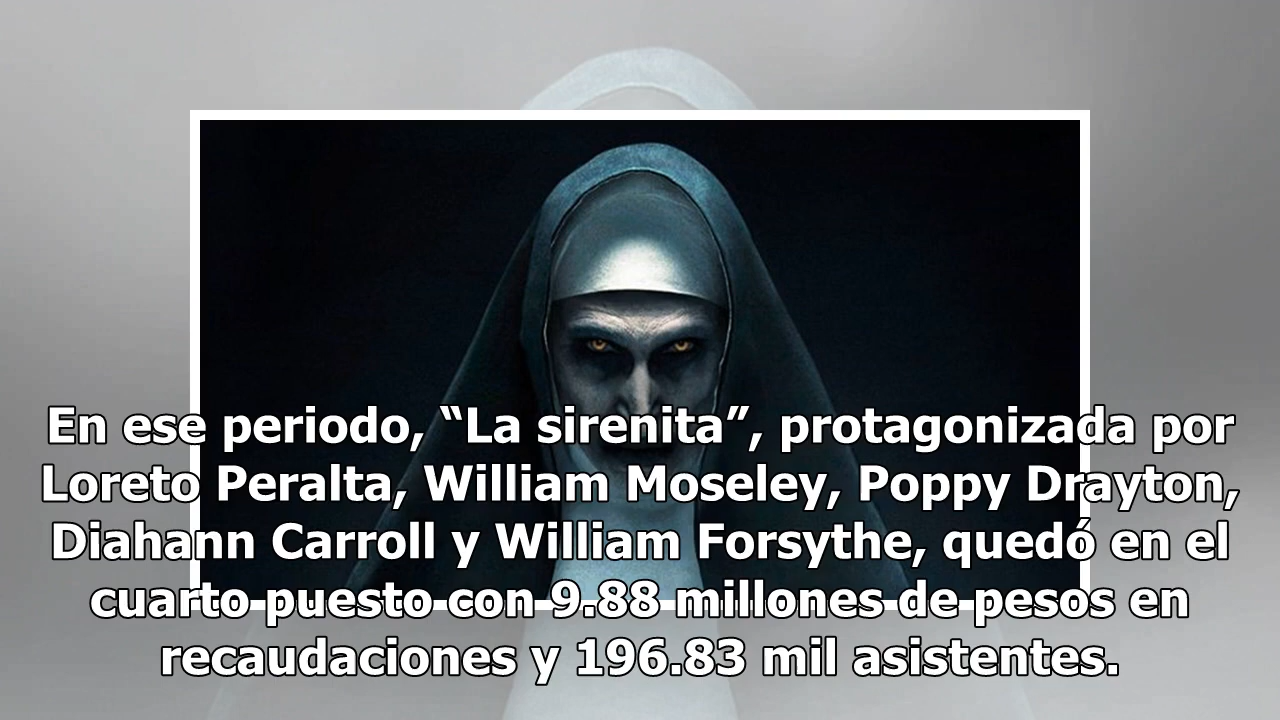 En ese periodo, “La sirenita”, protagonizada por
Loreto Peralta, William Moseley, Poppy Drayton,
Diahann Carroll y William Forsythe, quedó en el
cuarto puesto con 9.88 millones de pesos en
recaudaciones y 196.83 mil asistentes.